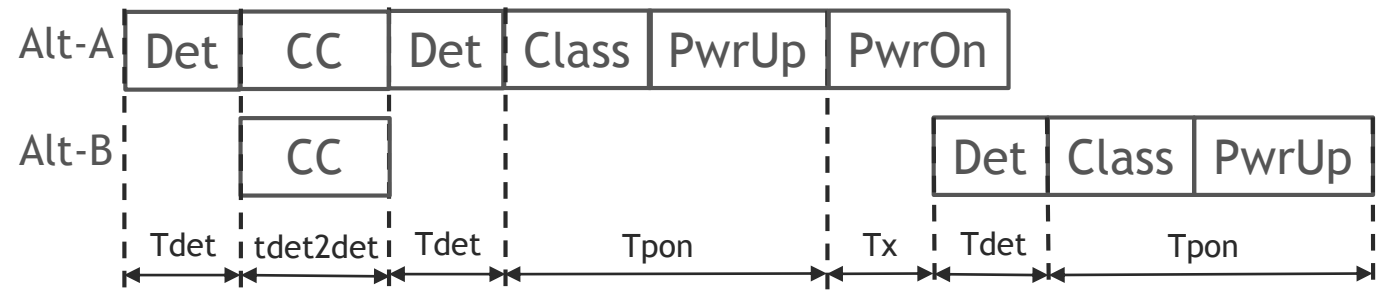 Alt-A Det CC Det Class PwrUp PwrOn
Alt-B CC Det Class PwrUp
Tdet tdet2det Tdet Tpon Tx Tdet Tpon